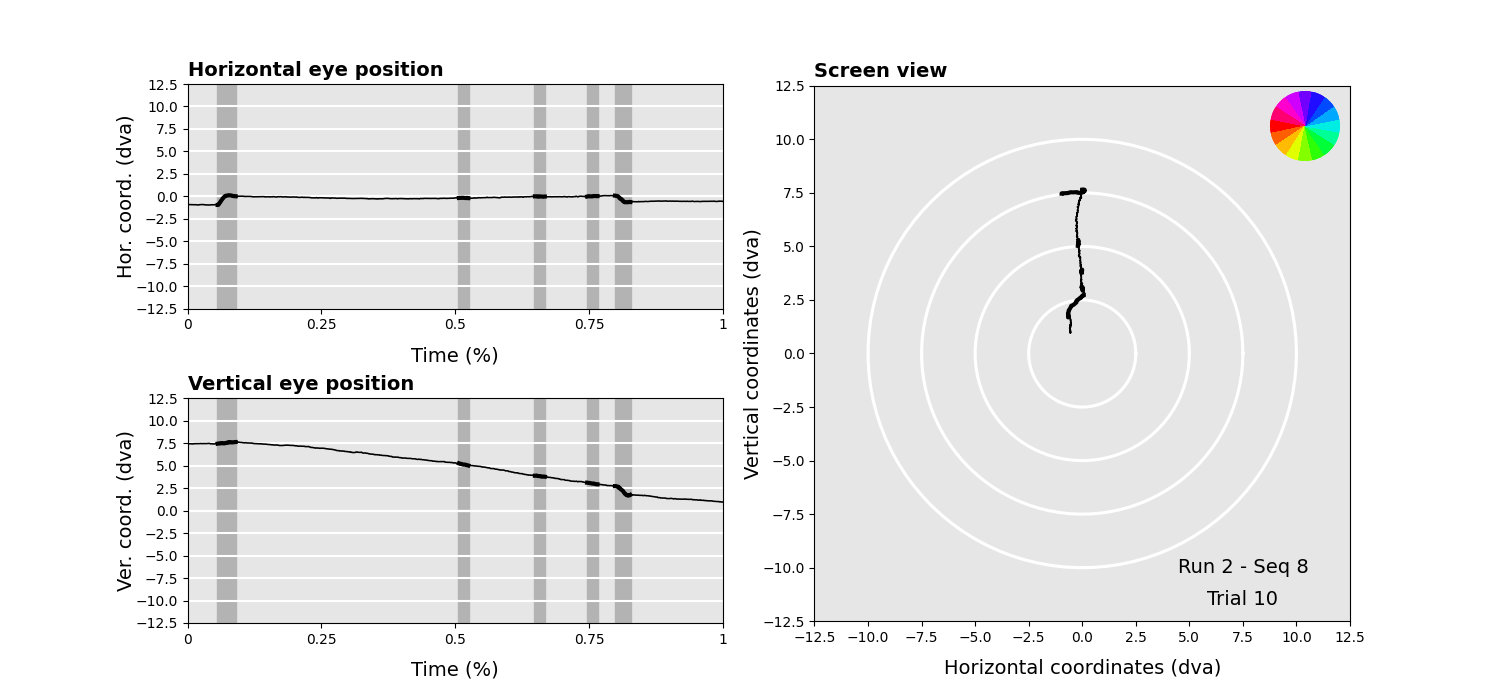 Horizontal eye position
12.5
10.0
7.5
5.0
2.5
0.0
−2.5
−5.0
−7.5
−10.0
−12.5
Hor. coord. (dva)
0 0.25 0.5 0.75 1
Time (%)
Vertical eye position
12.5
10.0
7.5
5.0
2.5
0.0
−2.5
−5.0
−7.5
−10.0
−12.5
Ver. coord. (dva)
0 0.25 0.5 0.75 1
Time (%)
Screen view
12.5
10.0
7.5
5.0
2.5
0.0
−2.5
−5.0
−7.5
−10.0
−12.5
Vertical coordinates (dva)
Run 2 - Seq 8
Trial 10
−12.5 −10.0 −7.5 −5.0 −2.5 0.0 2.5 5.0 7.5 10.0 12.5
Horizontal coordinates (dva)